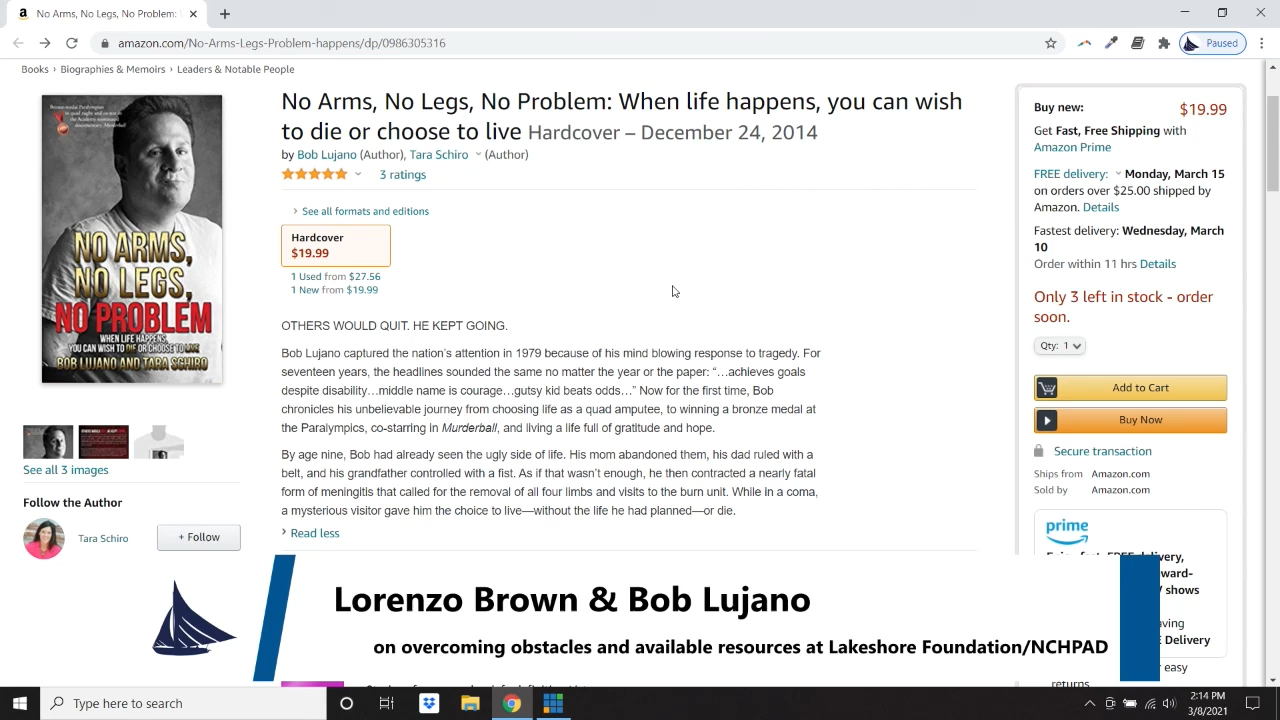 No Arms, No Legs, No Problem:
amazon.com/No-Arms-Legs-Problem-happens/dp/0986305316
Paused
Books › Biographies & Memoirs › Leaders & Notable People
NO ARMS,
NO LEGS,
NO PROBLEM
WHEN LIFE HAPPENS,
YOU CAN WISH TO DIE OR CHOOSE TO LIVE
BOB LUJANO AND TARA SCHIRO
See all 3 images
Follow the Author
Tara Schiro
+ Follow
No Arms, No Legs, No Problem: When life happens, you can wish
to die or choose to live Hardcover – December 24, 2014
by Bob Lujano (Author), Tara Schiro (Author)
3 ratings
See all formats and editions
Hardcover
$19.99
1 Used from $27.56
1 New from $19.99
OTHERS WOULD QUIT. HE KEPT GOING.
Bob Lujano captured the nation's attention in 1979 because of his mind blowing response to tragedy. For
seventeen years, the headlines sounded the same no matter the year or the paper: “…achieves goals
despite disability…middle name is courage…gutsy kid beats odds…” Now for the first time, Bob
chronicles his unbelievable journey from choosing life as a quad amputee, to winning a bronze medal at
the Paralympics, co-starring in Murderball, and living a life full of gratitude and hope.
By age nine, Bob had already seen the ugly side of life. His mom abandoned them, his dad ruled with a
belt, and his grandfather controlled with a fist. As if that wasn't enough, he then contracted a nearly fatal
form of meningitis that called for the removal of all four limbs and visits to the burn unit. While in a coma,
a mysterious visitor gave him the choice to live—without the life he had planned—or die.
Read less
Buy new:
$19.99
Get Fast, Free Shipping with
Amazon Prime
FREE delivery: Monday, March 15
on orders over $25.00 shipped by
Amazon. Details
Fastest delivery: Wednesday, March
10
Order within 11 hrs Details
Only 3 left in stock - order
soon.
Qty: 1
Add to Cart
Buy Now
Secure transaction
Ships from Amazon.com
Sold by Amazon.com
prime
Lorenzo Brown & Bob Lujano
on overcoming obstacles and available resources at Lakeshore Foundation/NCHPAD
Delivery
easy
Type here to search
2:14 PM
3/8/2021